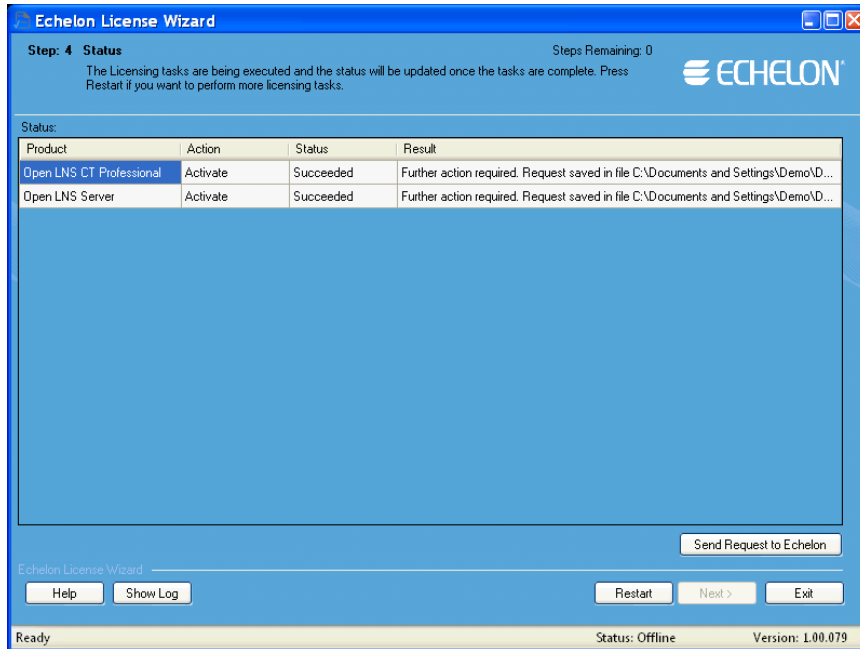 Echelon License Wizard
Step: 4 Status
Steps Remaining: 0
The Licensing tasks are being executed and the status will be updated once the tasks are complete. Press
Restart if you want to perform more licensing tasks.
ECHELON
Status:
Product Action Status Result
Open LNS CT Professional Activate Succeeded Further action required. Request saved in file C:\Documents and Settings\Demo\D...
Open LNS Server Activate Succeeded Further action required. Request saved in file C:\Documents and Settings\Demo\D...
Send Request to Echelon
Echelon License Wizard
Help Show Log Restart Next > Exit
Ready Status: Offline Version: 1.00.079